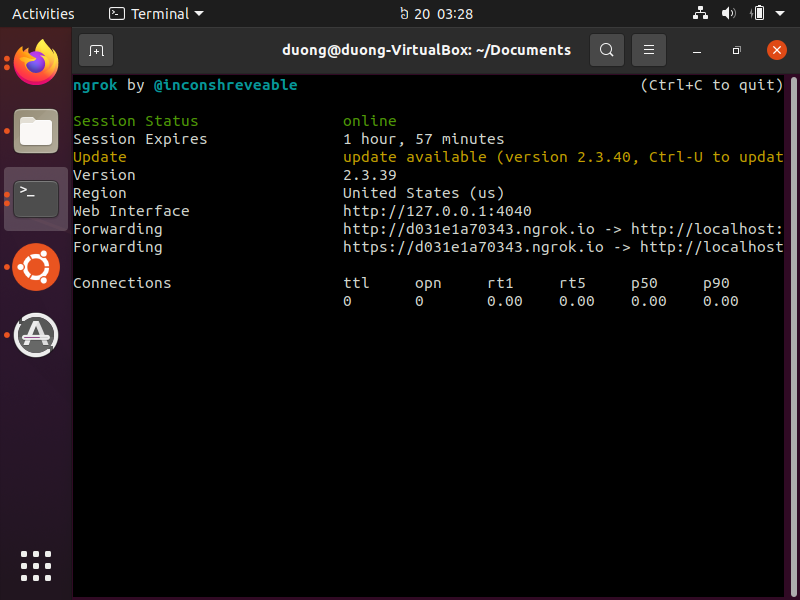 Activities Terminal ბ 20 03:28
duong@duong-VirtualBox: ~/Documents
ngrok by @inconshreveable (Ctrl+C to quit)
Session Status online
Session Expires 1 hour, 57 minutes
Update update available (version 2.3.40, Ctrl-U to updat
Version 2.3.39
Region United States (us)
Web Interface http://127.0.0.1:4040
Forwarding http://d031e1a70343.ngrok.io -> http://localhost:
Forwarding https://d031e1a70343.ngrok.io -> http://localhost
Connections ttl opn rt1 rt5 p50 p90
0 0 0.00 0.00 0.00 0.00